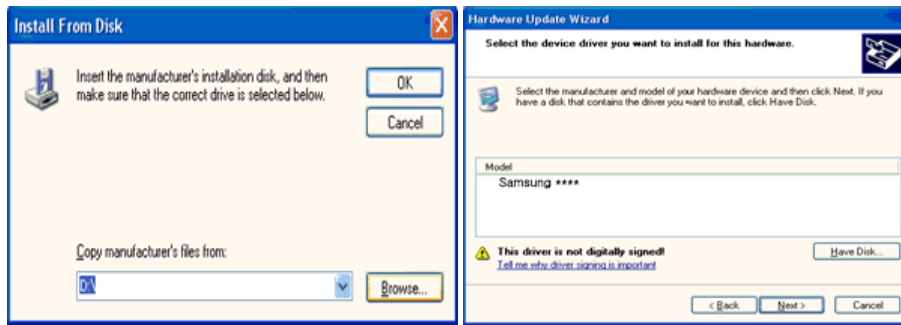 Install From Disk
Insert the manufacturer's installation disk, and then
make sure that the correct drive is selected below.
OK
Cancel
Copy manufacturer's files from:
D:\
Browse...
Hardware Update Wizard
Select the device driver you want to install for this hardware.
Select the manufacturer and model of your hardware device and then click Next. If you
have a disk that contains the driver you want to install, click Have Disk.
Model
Samsung ****
This driver is not digitally signed!
Tell me why driver signing is important
Have Disk...
< Back
Next >
Cancel